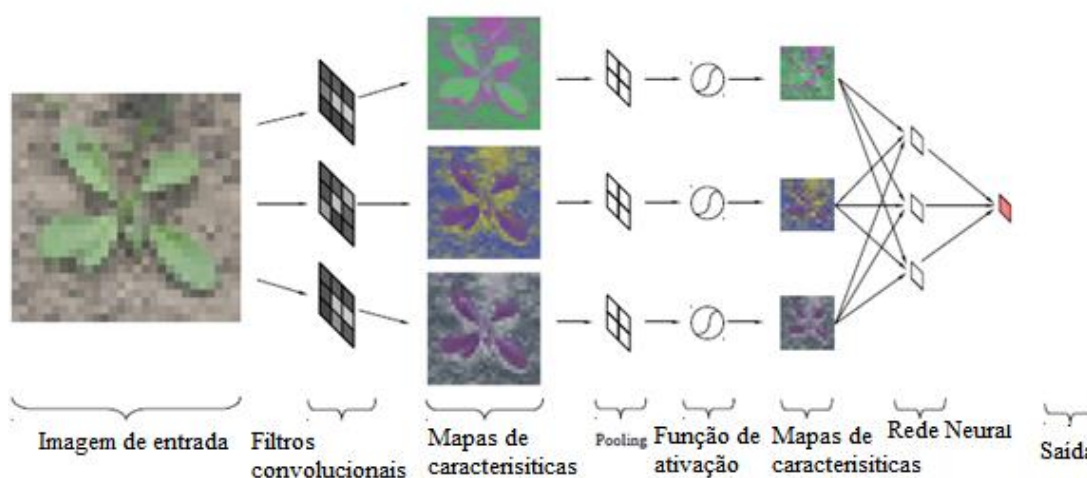 Imagem de entrada
Filtros
convolucionais
Mapas de
caracterisiticas
Pooling
Função de
ativação
Mapas de
caracterisiticas
Rede Neural
Saída